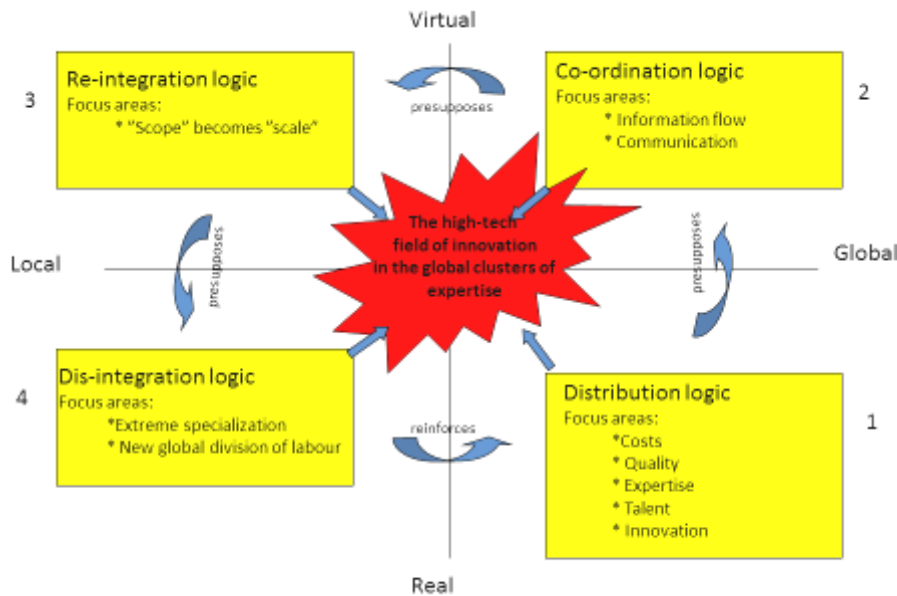 Virtual
3
Re-integration logic
Focus areas:
* "Scope" becomes "scale"
presupposes
Co-ordination logic
Focus areas:
* Information flow
* Communication
2
Local
presupposes
The high-tech
field of innovation
in the global clusters of
expertise
presupposes
Global
4
Dis-integration logic
Focus areas:
*Extreme specialization
* New global division of labour
reinforces
Distribution logic
Focus areas:
*Costs
* Quality
* Expertise
* Talent
* Innovation
1
Real